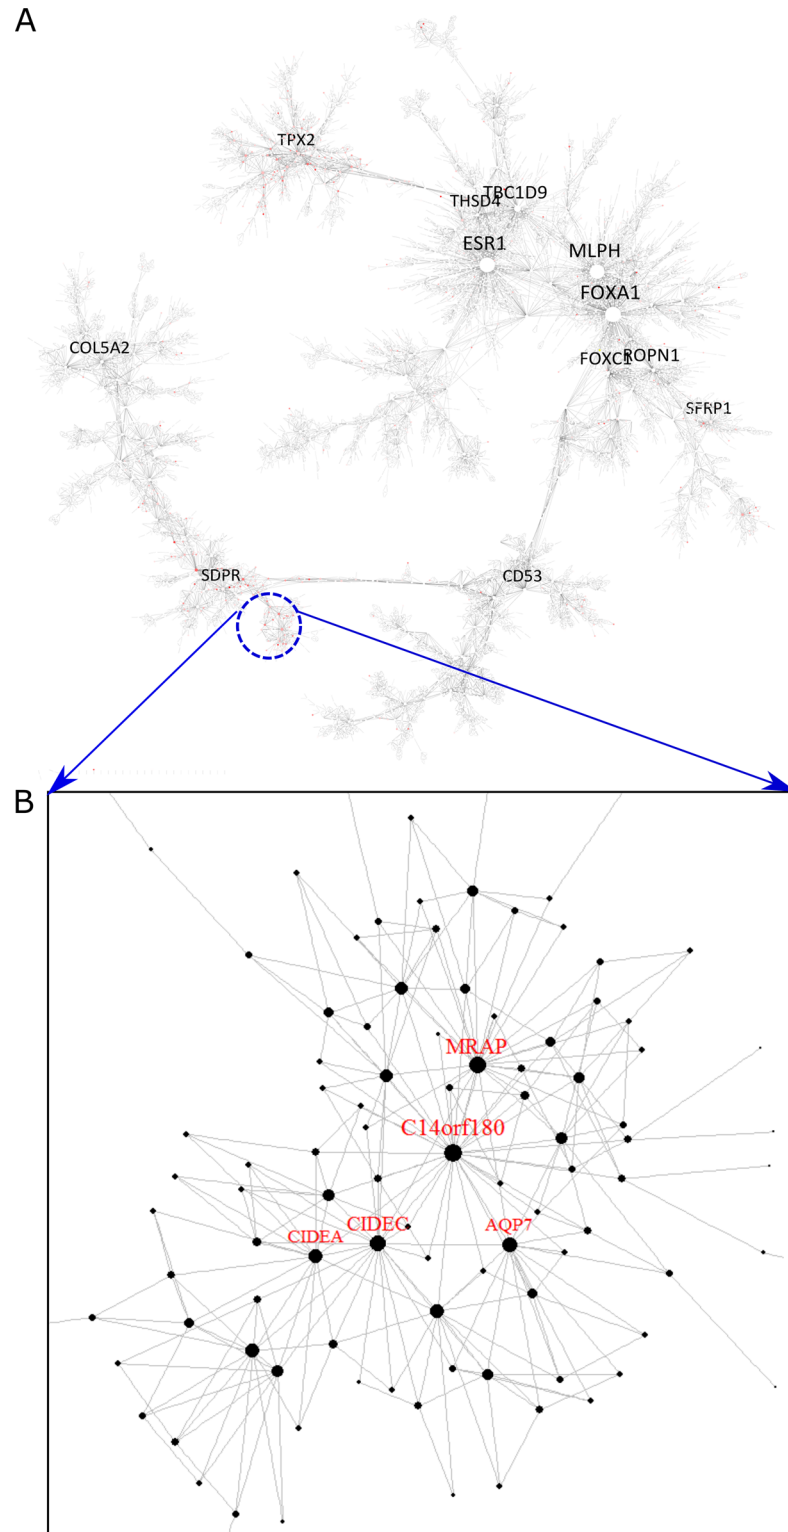 A
TPX2
TBC1D9
THSD4
ESR1
MLPH
FOXA1
COL5A2
FOXC1
ROPN1
SFRP1
SDPR
CD53
B
MRAP
C14orf180
CIDEC
CIDEA
AQP7